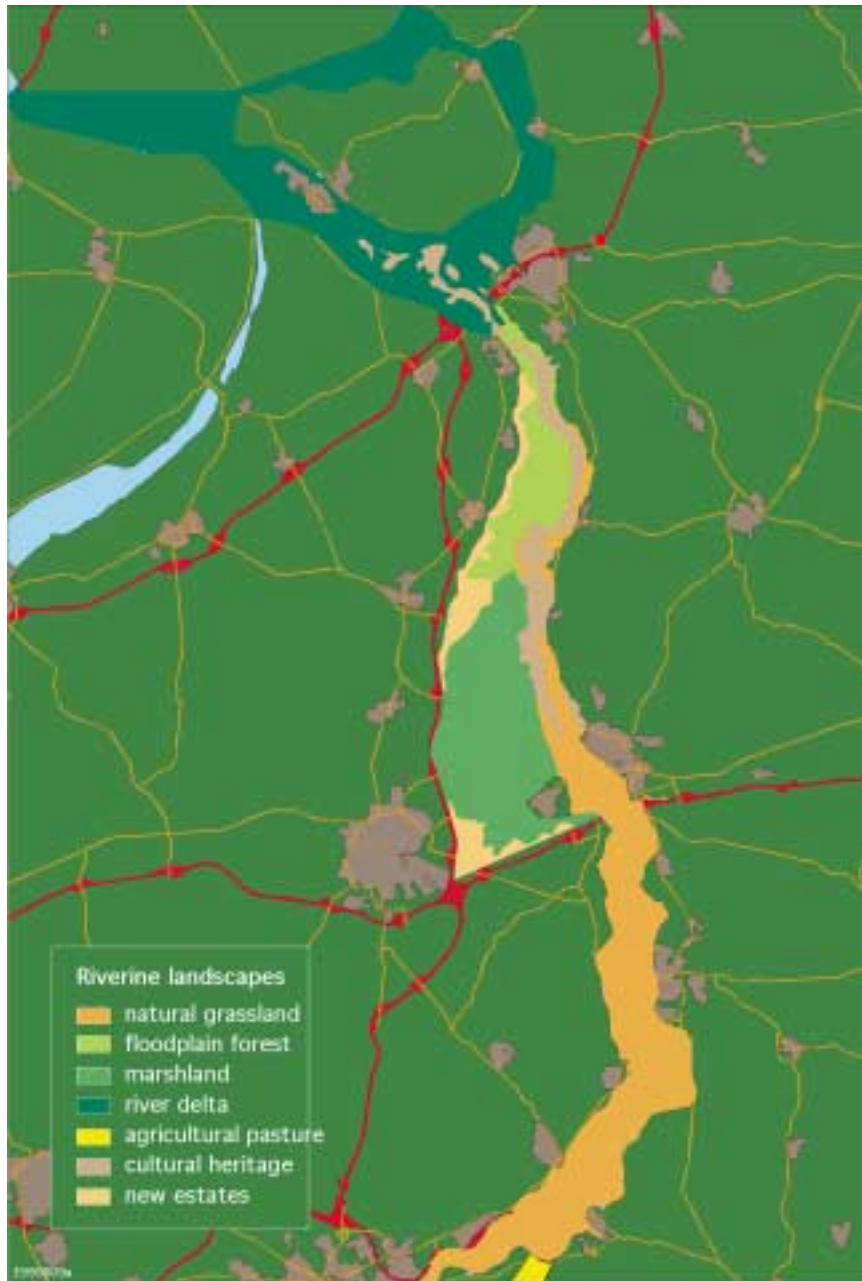 Riverine landscapes
natural grassland
floodplain forest
marshland
river delta
agricultural pasture
cultural heritage
new estates